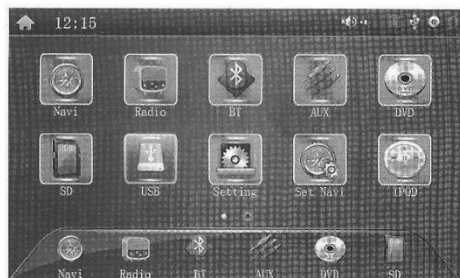 12:15
Navi Radio BT AUX DVD
SD USB Setting Set Navi IPOD
Navi Radio BT AUX DVD SD